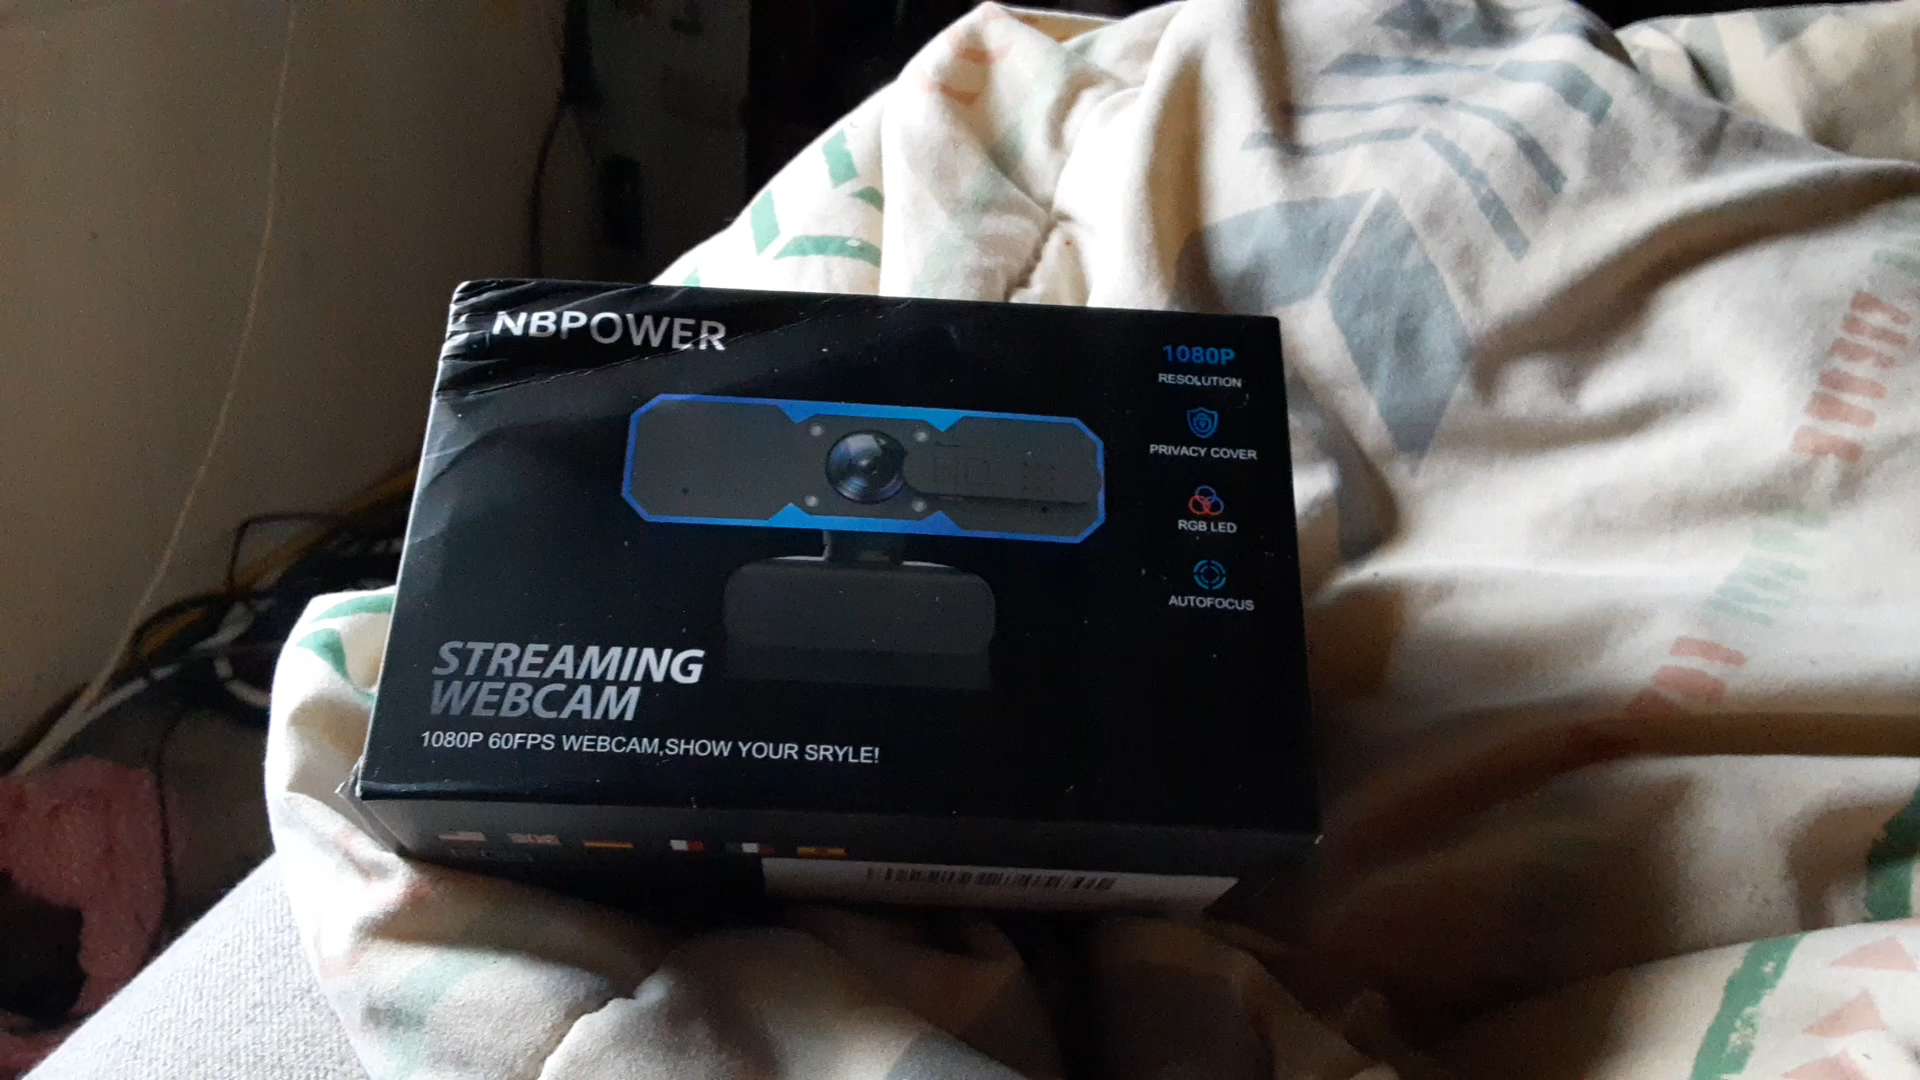 NBPOWER
1080P
RESOLUTION
PRIVACY COVER
RGB LED
AUTOFOCUS
STREAMING
WEBCAM
1080P 60FPS WEBCAM,SHOW YOUR SRYLE!